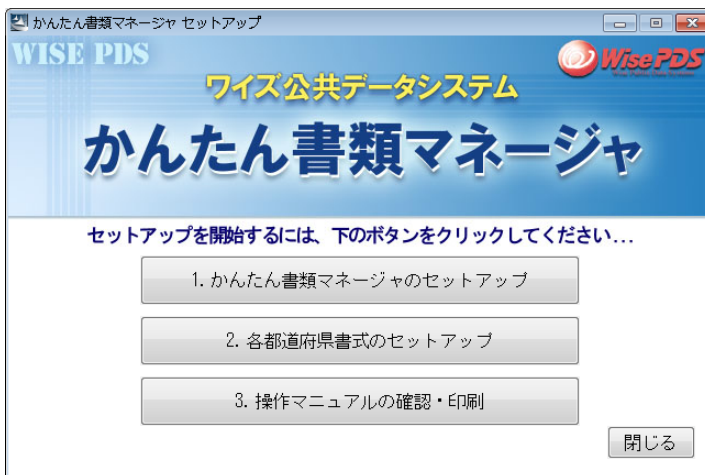 かんたん書類マネージャ セットアップ
WISE PDS
Wise PDS
ワイズ公共データシステム
かんたん書類マネージャ
セットアップを開始するには、下のボタンをクリックしてください...
1. かんたん書類マネージャのセットアップ
2. 各都道府県書式のセットアップ
3. 操作マニュアルの確認・印刷
閉じる